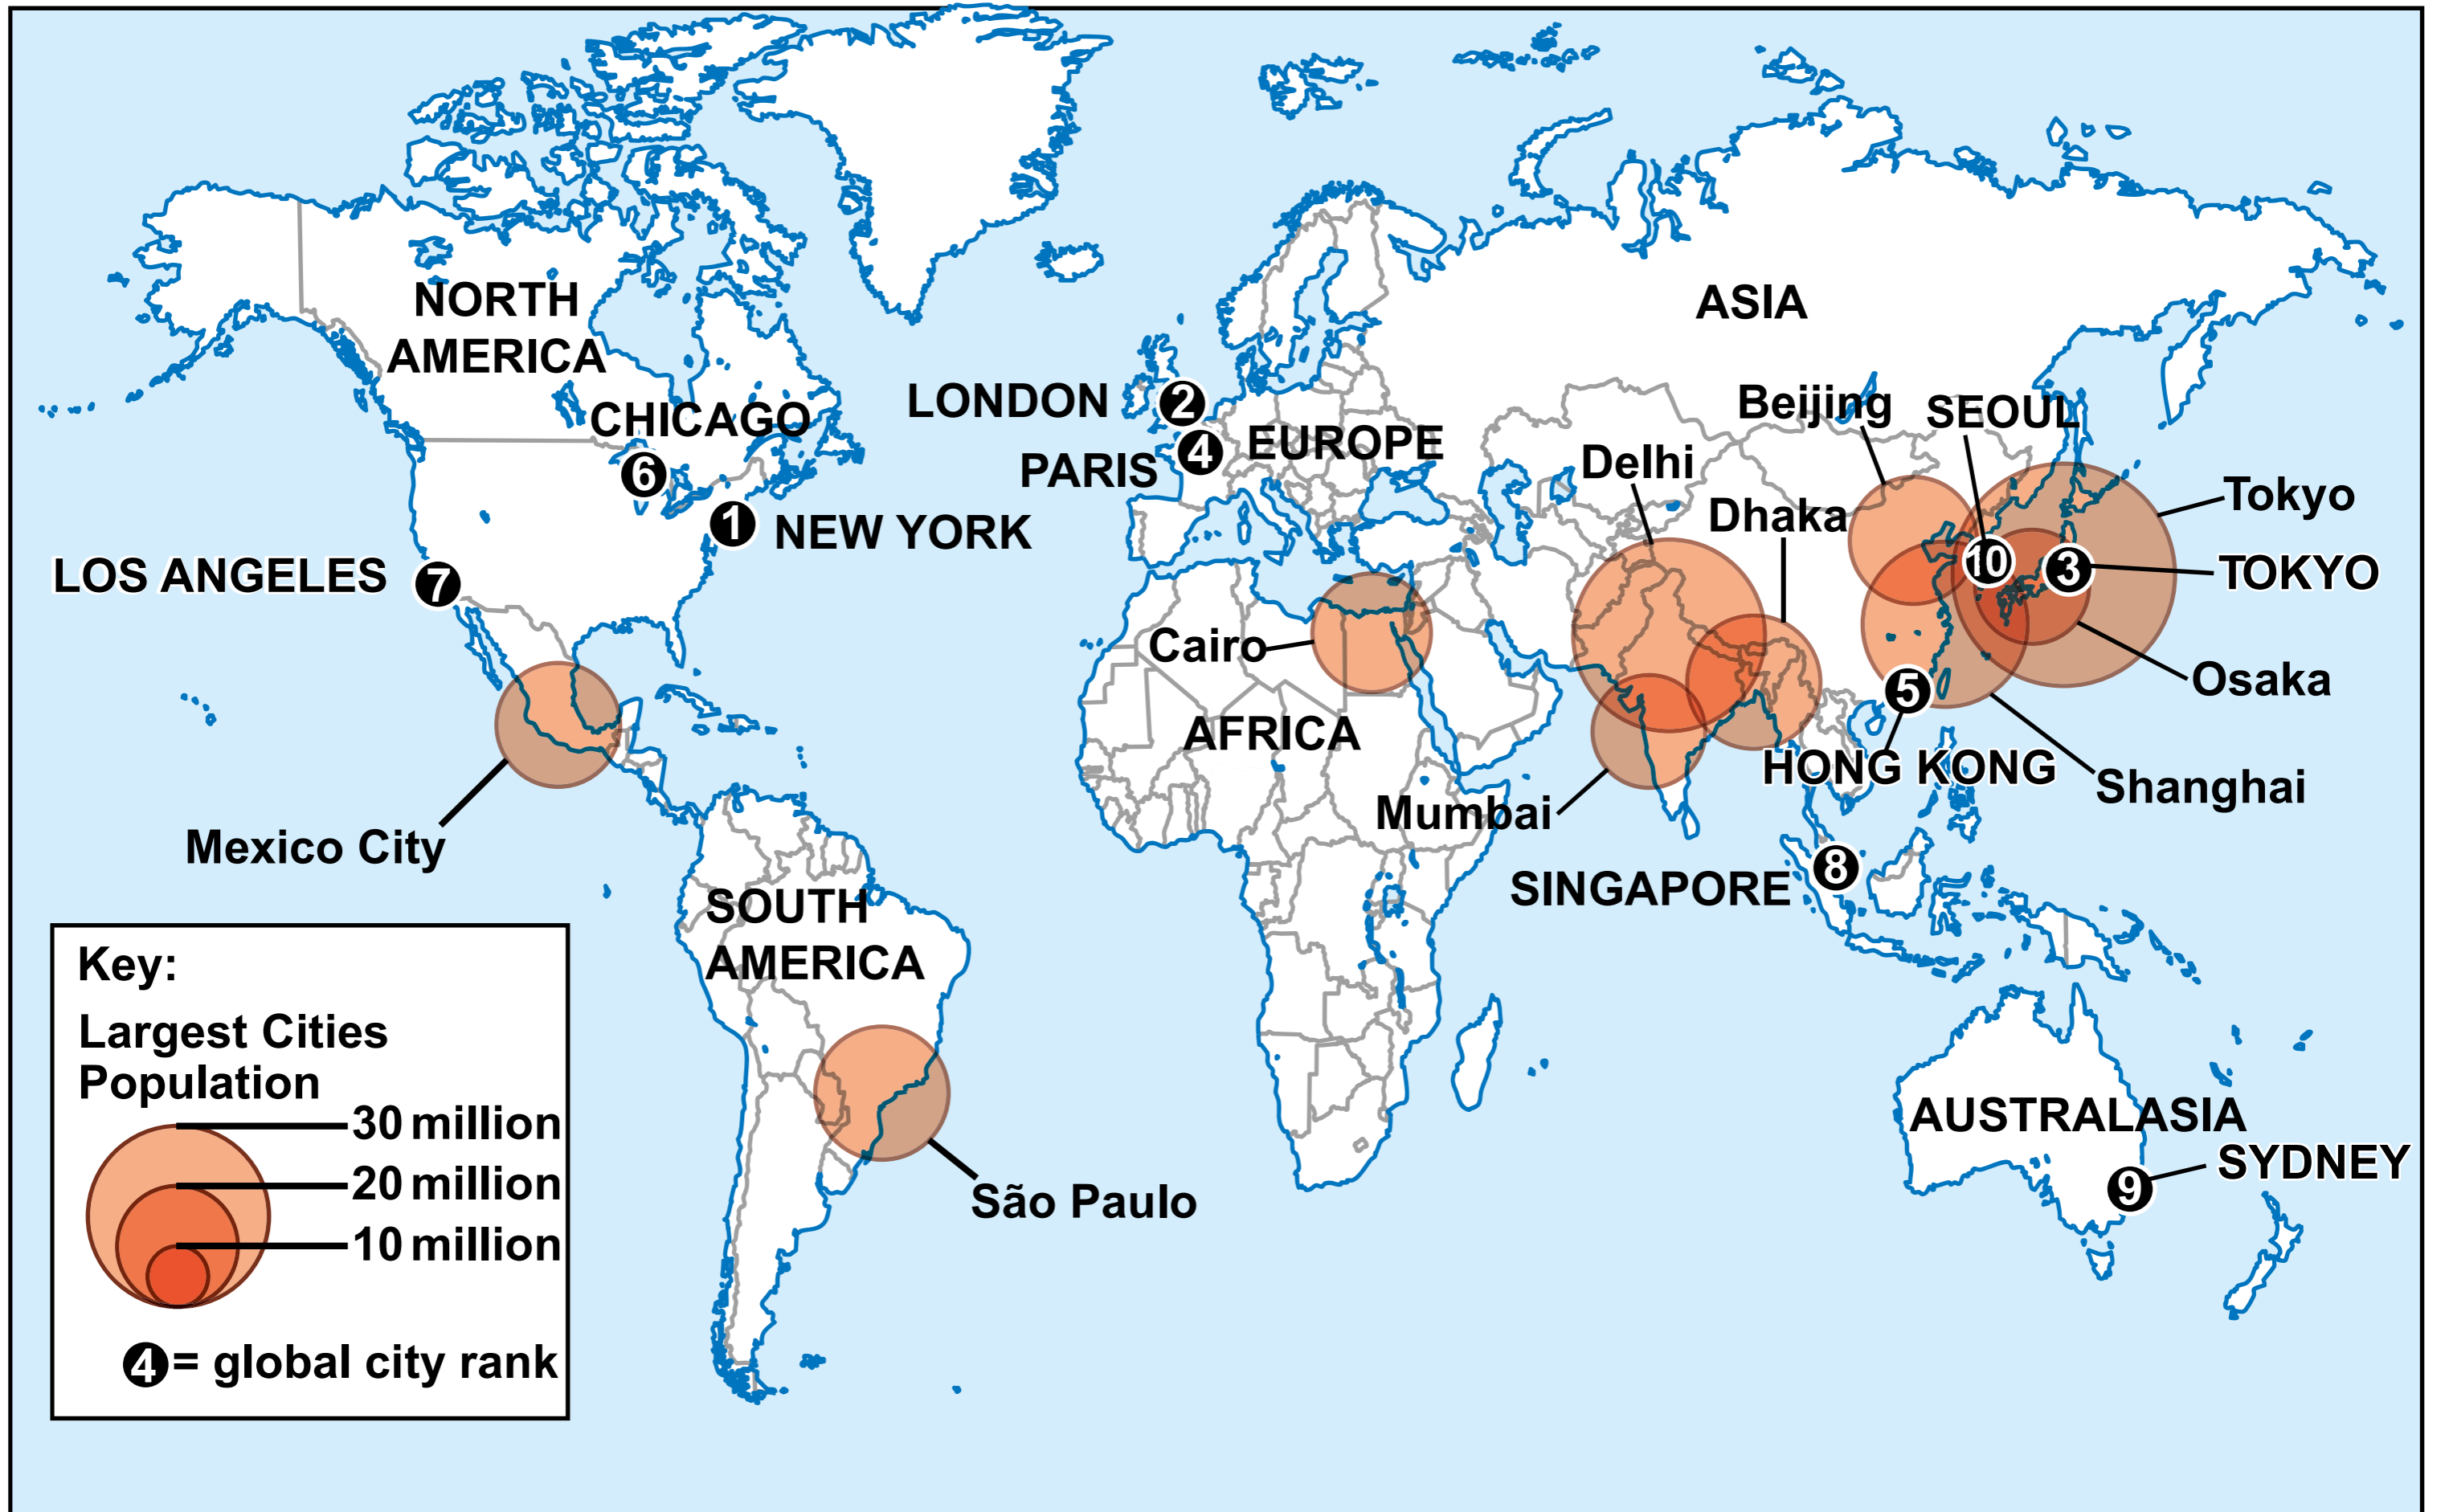 NORTH
AMERICA
CHICAGO
6
1
NEW YORK
LOS ANGELES
7
Mexico City
SOUTH
AMERICA
São Paulo
LONDON
2
PARIS
4
EUROPE
ASIA
Beijing
SEOUL
Delhi
Dhaka
Tokyo
10
3
TOKYO
Cairo
Osaka
5
AFRICA
HONG KONG
Shanghai
Mumbai
SINGAPORE
8
AUSTRALASIA
SYDNEY
9
Key:
Largest Cities
Population
30 million
20 million
10 million
4 = global city rank